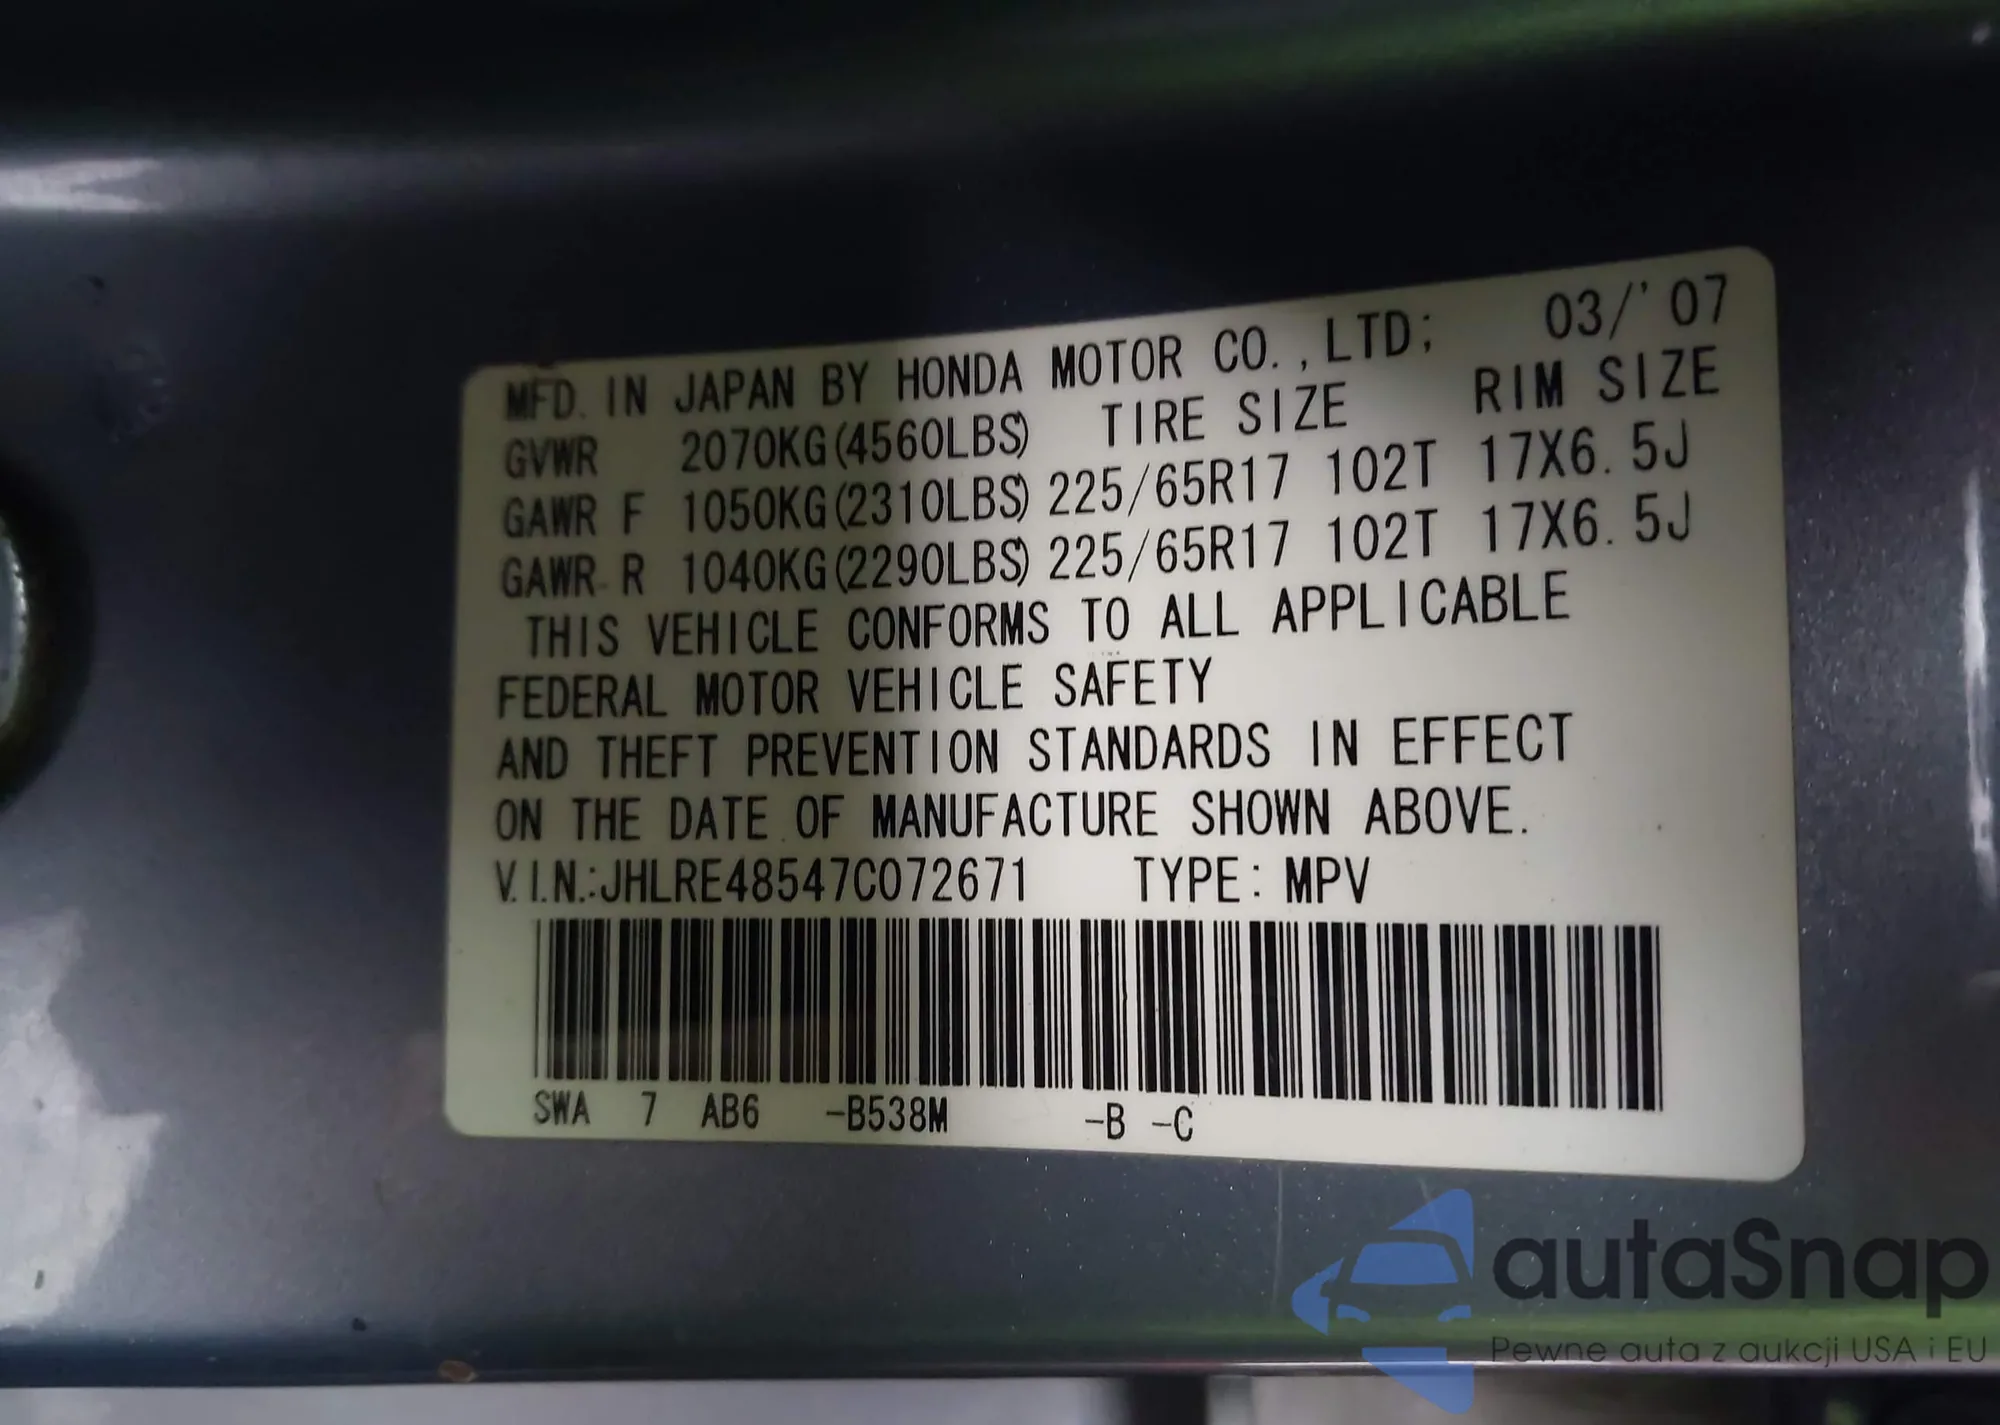 MFD. IN JAPAN BY HONDA MOTOR CO.,LTD; 03/'07
GVWR 2070KG(4560LBS) TIRE SIZE RIM SIZE
GAWR F 1050KG(2310LBS) 225/65R17 102T 17X6.5J
GAWR R 1040KG(2290LBS) 225/65R17 102T 17X6.5J
THIS VEHICLE CONFORMS TO ALL APPLICABLE
FEDERAL MOTOR VEHICLE SAFETY
AND THEFT PREVENTION STANDARDS IN EFFECT
ON THE DATE OF MANUFACTURE SHOWN ABOVE.
V.I.N.:JHLRE48547C072671 TYPE: MPV
SWA 7 AB6 -B538M -B -C
autaSnap
Pewne auta z aukcji USA i EU